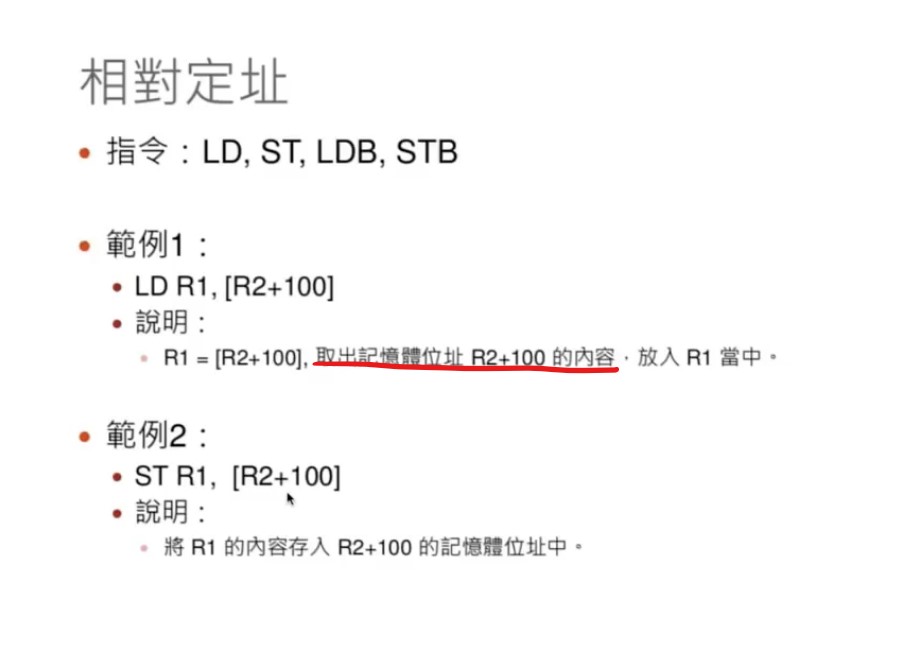 相對定址
指令：LD, ST, LDB, STB
範例1：
LD R1, [R2+100]
說明：
R1 = [R2+100], 取出記憶體位址 R2+100 的內容，放入 R1 當中。
範例2：
ST R1, [R2+100]
說明：
將 R1 的內容存入 R2+100 的記憶體位址中。